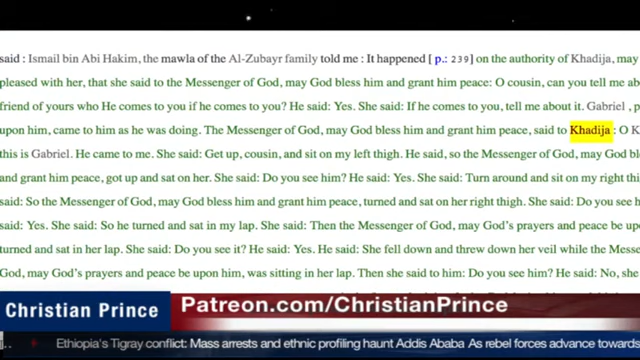 said : Ismail bin Abi Hakim, the mawla of the Al-Zubayr family told me : It happened [ p.: 239] on the authority of Khadija, may
pleased with her, that she said to the Messenger of God, may God bless him and grant him peace: O cousin, can you tell me abou
friend of yours who He comes to you if he comes to you? He said: Yes. She said: If he comes to you, tell me about it. Gabriel , p
upon him, came to him as he was doing. The Messenger of God, may God bless him and grant him peace, said to Khadija : O K
this is Gabriel. He came to me. She said: Get up, cousin, and sit on my left thigh. He said, so the Messenger of God, may God bless
and grant him peace, got up and sat on her. She said: Do you see him? He said: Yes. She said: Turn around and sit on my right thig
said: So the Messenger of God, may God bless him and grant him peace, turned and sat on her right thigh. She said: Do you see h
said: Yes. She said: So he turned and sat in my lap. She said: Then the Messenger of God, may God's prayers and peace be upon
turned and sat in her lap. She said: Do you see it? He said: Yes. He said: She fell down and threw down her veil while the Messen
God, may God's prayers and peace be upon him, was sitting in her lap. Then she said to him: Do you see him? He said: No, she
Christian Prince
Patreon.com/ChristianPrince
Ethiopia's Tigray conflict: Mass arrests and ethnic profiling haunt Addis Ababa As rebel forces advance towards